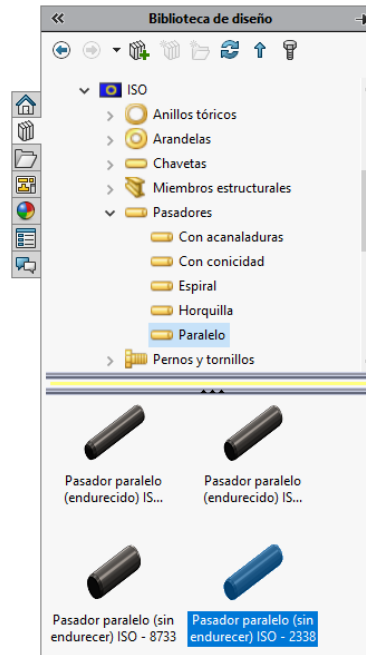 Biblioteca de diseño
ISO
Anillos tóricos
Arandelas
Chavetas
Miembros estructurales
Pasadores
Con acanaladuras
Con conicidad
Espiral
Horquilla
Paralelo
Pernos y tornillos
Pasador paralelo
(endurecido) IS...
Pasador paralelo
(endurecido) IS...
Pasador paralelo (sin
endurecer) ISO - 8733
Pasador paralelo (sin
endurecer) ISO - 2338